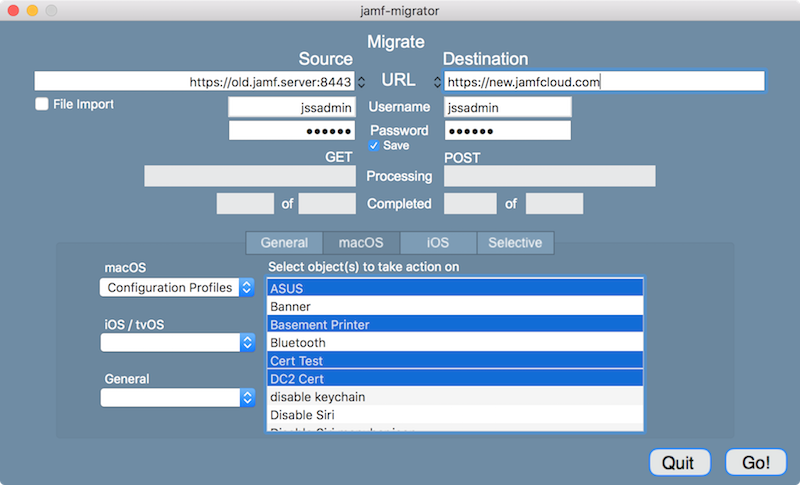 jamf-migrator
Migrate
Source
Destination
https://old.jamf.server:8443
URL
https://new.jamfcloud.com
File Import
jssadmin
Username
jssadmin
••••••
Password
••••••
Save
GET
POST
Processing
of
Completed
of
General
macOS
iOS
Selective
macOS
Select object(s) to take action on
Configuration Profiles
ASUS
Banner
iOS / tvOS
Basement Printer
Bluetooth
Cert Test
General
DC2 Cert
disable keychain
Disable Siri
Quit
Go!